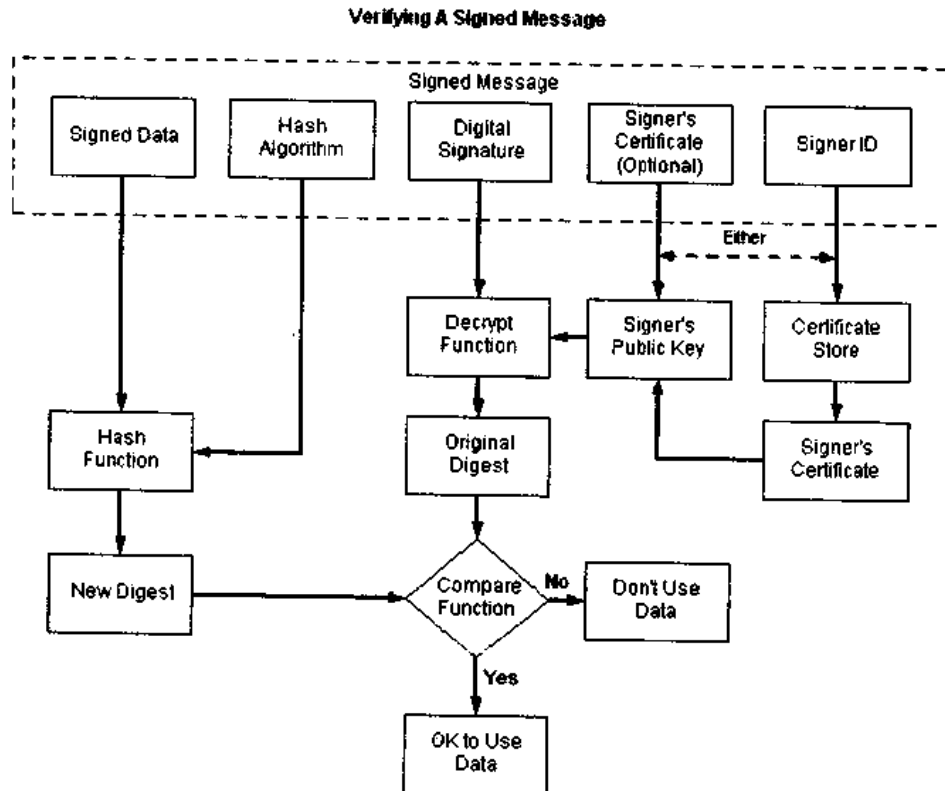 Verifying A Signed Message
Signed Message
Signed Data
Hash
Algorithm
Digital
Signature
Signer's
Certificate
(Optional)
Signer ID
Either
Decrypt
Function
Signer's
Public Key
Certificate
Store
Hash
Function
Original
Digest
Signer's
Certificate
New Digest
Compare
Function
No
Don't Use
Data
Yes
OK to Use
Data